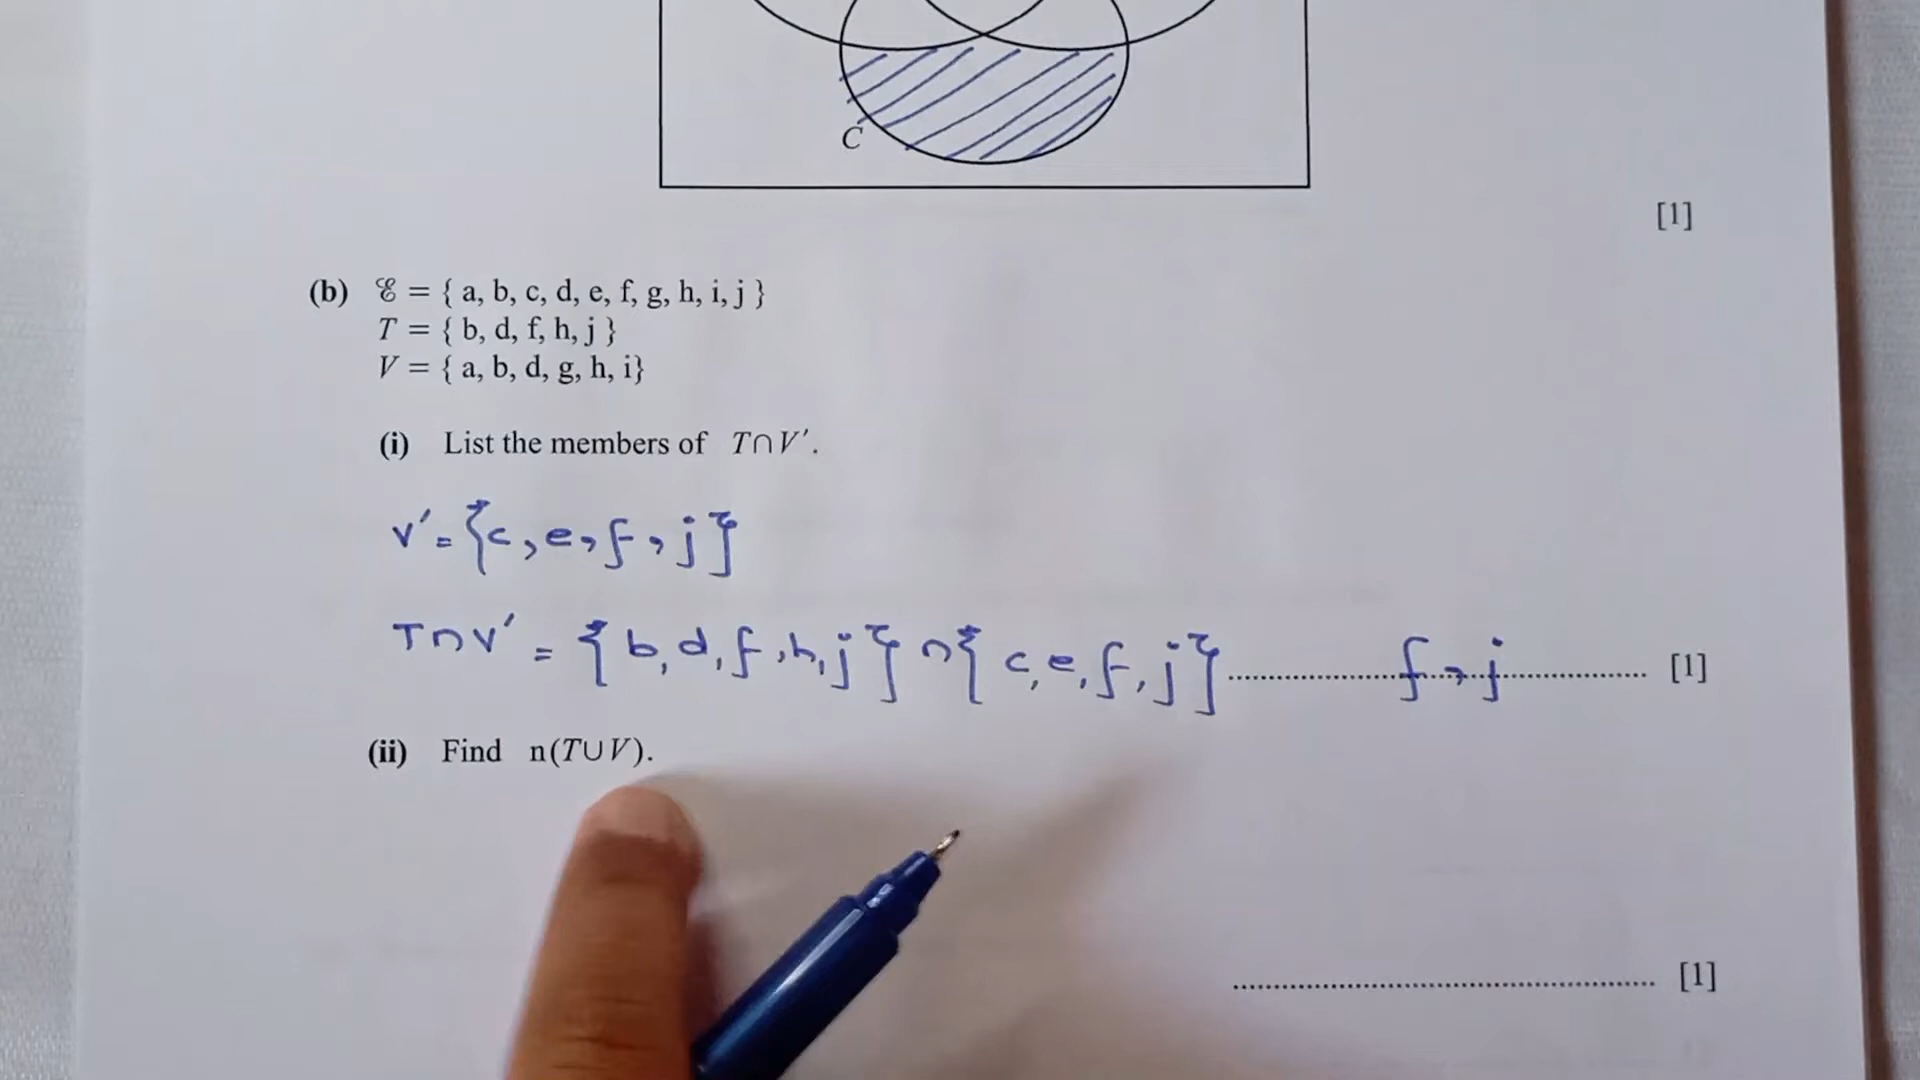 C
[1]
(b) ℰ = { a, b, c, d, e, f, g, h, i, j }
T = { b, d, f, h, j }
V = { a, b, d, g, h, i}
(i) List the members of T∩V′.
V′ = {c, e, f, j}
T∩V′ = {b, d, f, h, j} ∩ {c, e, f, j} .......... f, j .......... [1]
(ii) Find n(T∪V).
.......... [1]